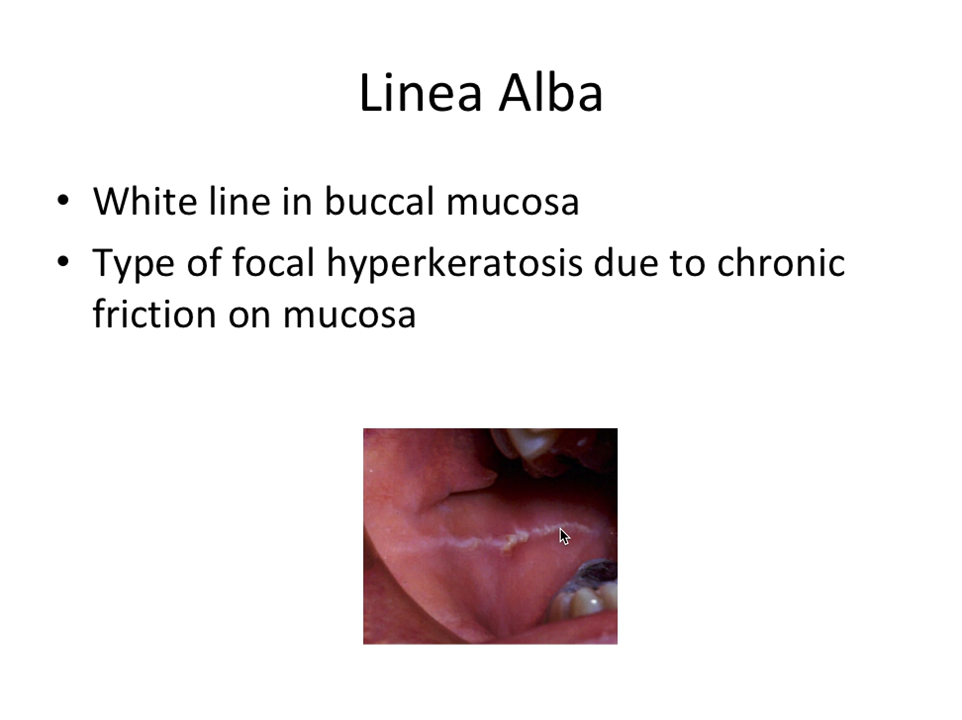 Linea Alba
• White line in buccal mucosa
• Type of focal hyperkeratosis due to chronic
friction on mucosa